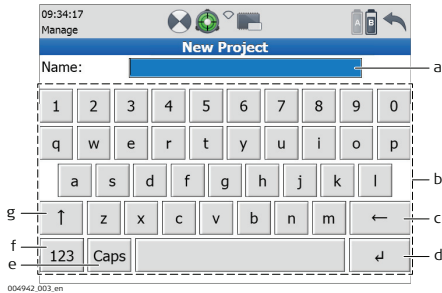 09:34:17
Manage
A B
New Project
Name:
a
1 2 3 4 5 6 7 8 9 0
q w e r t y u i o p
a s d f g h j k l
b
g
↑ z x c v b n m ←
c
f
123 Caps ↵
d
e
004942_003_en